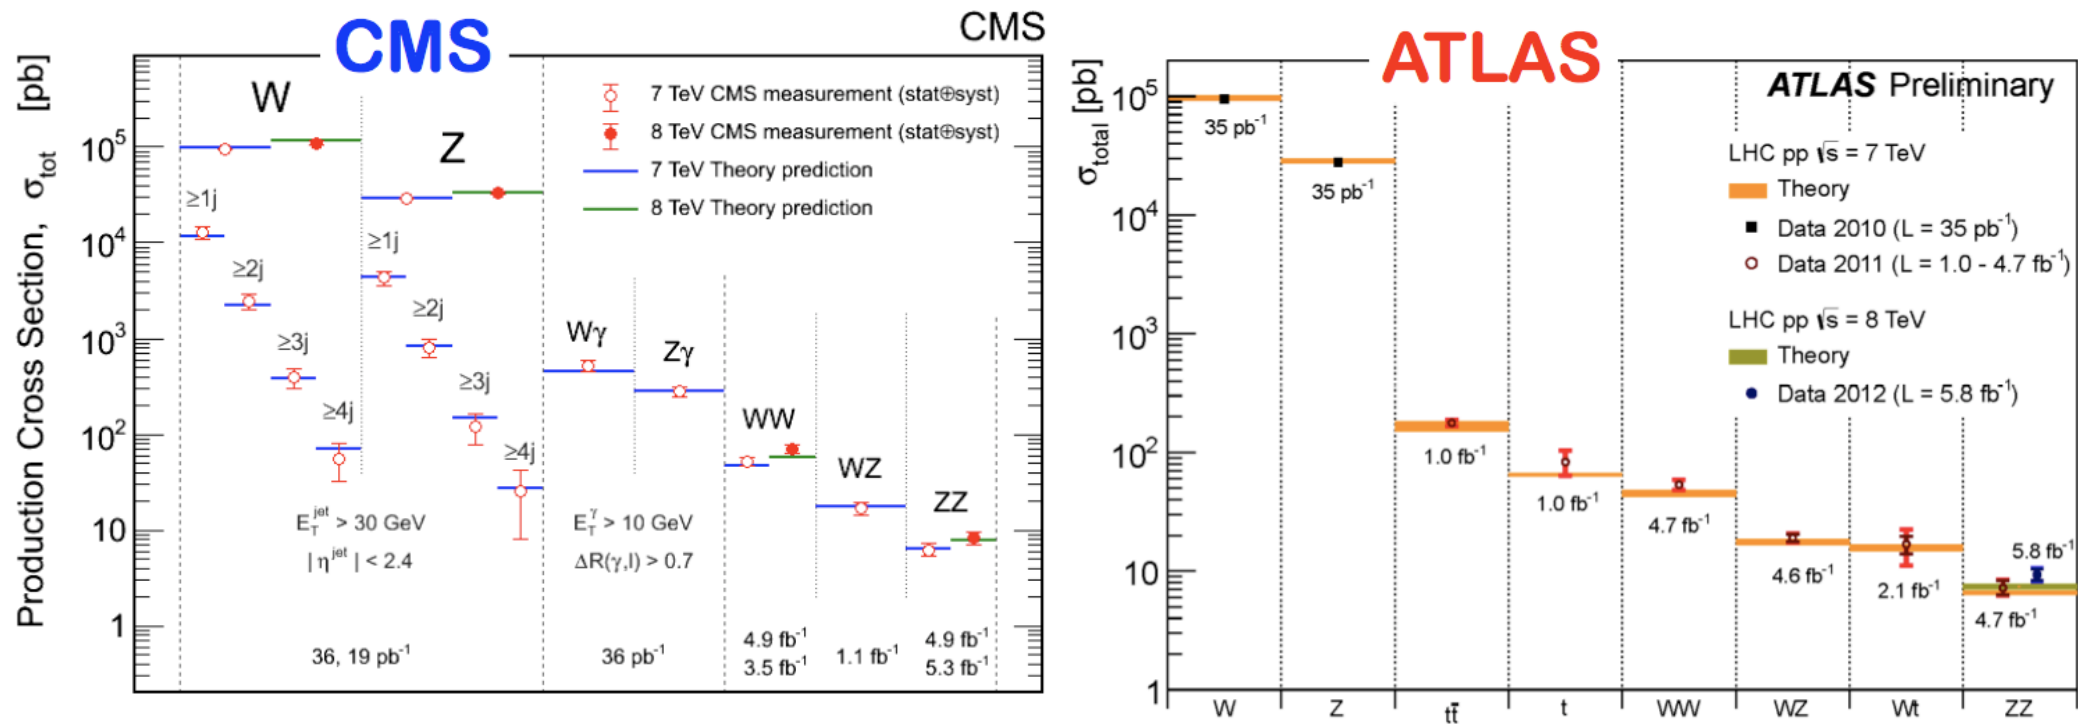 CMS
CMS
Production Cross Section, σ_tot [pb]
10⁵
10⁴
10³
10²
10
1
W
Z
≥1j
≥2j
≥3j
≥4j
≥1j
≥2j
≥3j
≥4j
Wγ
Zγ
WW
WZ
ZZ
7 TeV CMS measurement (stat⊕syst)
8 TeV CMS measurement (stat⊕syst)
7 TeV Theory prediction
8 TeV Theory prediction
E_T^jet > 30 GeV
| η^jet | < 2.4
E_T^γ > 10 GeV
ΔR(γ,l) > 0.7
36, 19 pb⁻¹
36 pb⁻¹
4.9 fb⁻¹
3.5 fb⁻¹
1.1 fb⁻¹
4.9 fb⁻¹
5.3 fb⁻¹
ATLAS
ATLAS Preliminary
σ_total [pb]
10⁵
10⁴
10³
10²
10
1
35 pb⁻¹
35 pb⁻¹
1.0 fb⁻¹
1.0 fb⁻¹
4.7 fb⁻¹
4.6 fb⁻¹
2.1 fb⁻¹
5.8 fb⁻¹
4.7 fb⁻¹
LHC pp √s = 7 TeV
Theory
Data 2010 (L = 35 pb⁻¹)
Data 2011 (L = 1.0 - 4.7 fb⁻¹)
LHC pp √s = 8 TeV
Theory
Data 2012 (L = 5.8 fb⁻¹)
W
Z
tt̄
t
WW
WZ
Wt
ZZ